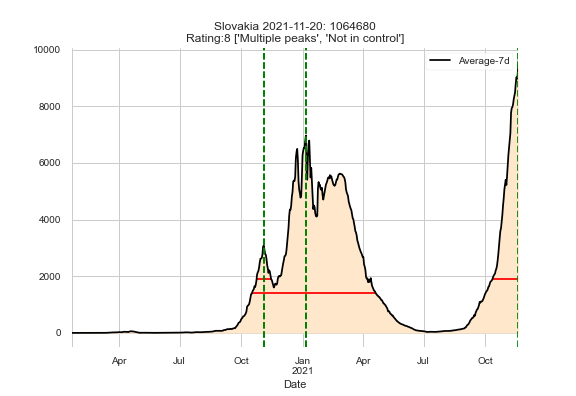 Slovakia 2021-11-20: 1064680
Rating:8 ['Multiple peaks', 'Not in control']
Average-7d
10000
8000
6000
4000
2000
0
Apr
Jul
Oct
Jan
2021
Apr
Jul
Oct
Date